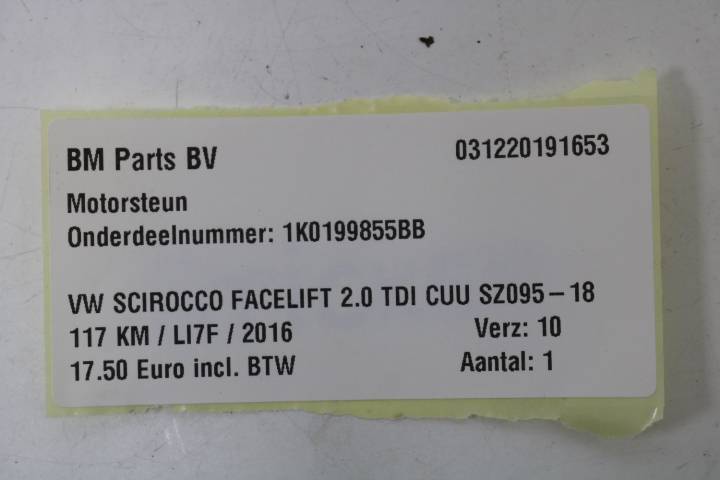 BM Parts BV 031220191653
Motorsteun
Onderdeelnummer: 1K0199855BB
VW SCIROCCO FACELIFT 2.0 TDI CUU SZ095-18
117 KM / LI7F / 2016 Verz: 10
17.50 Euro incl. BTW Aantal: 1